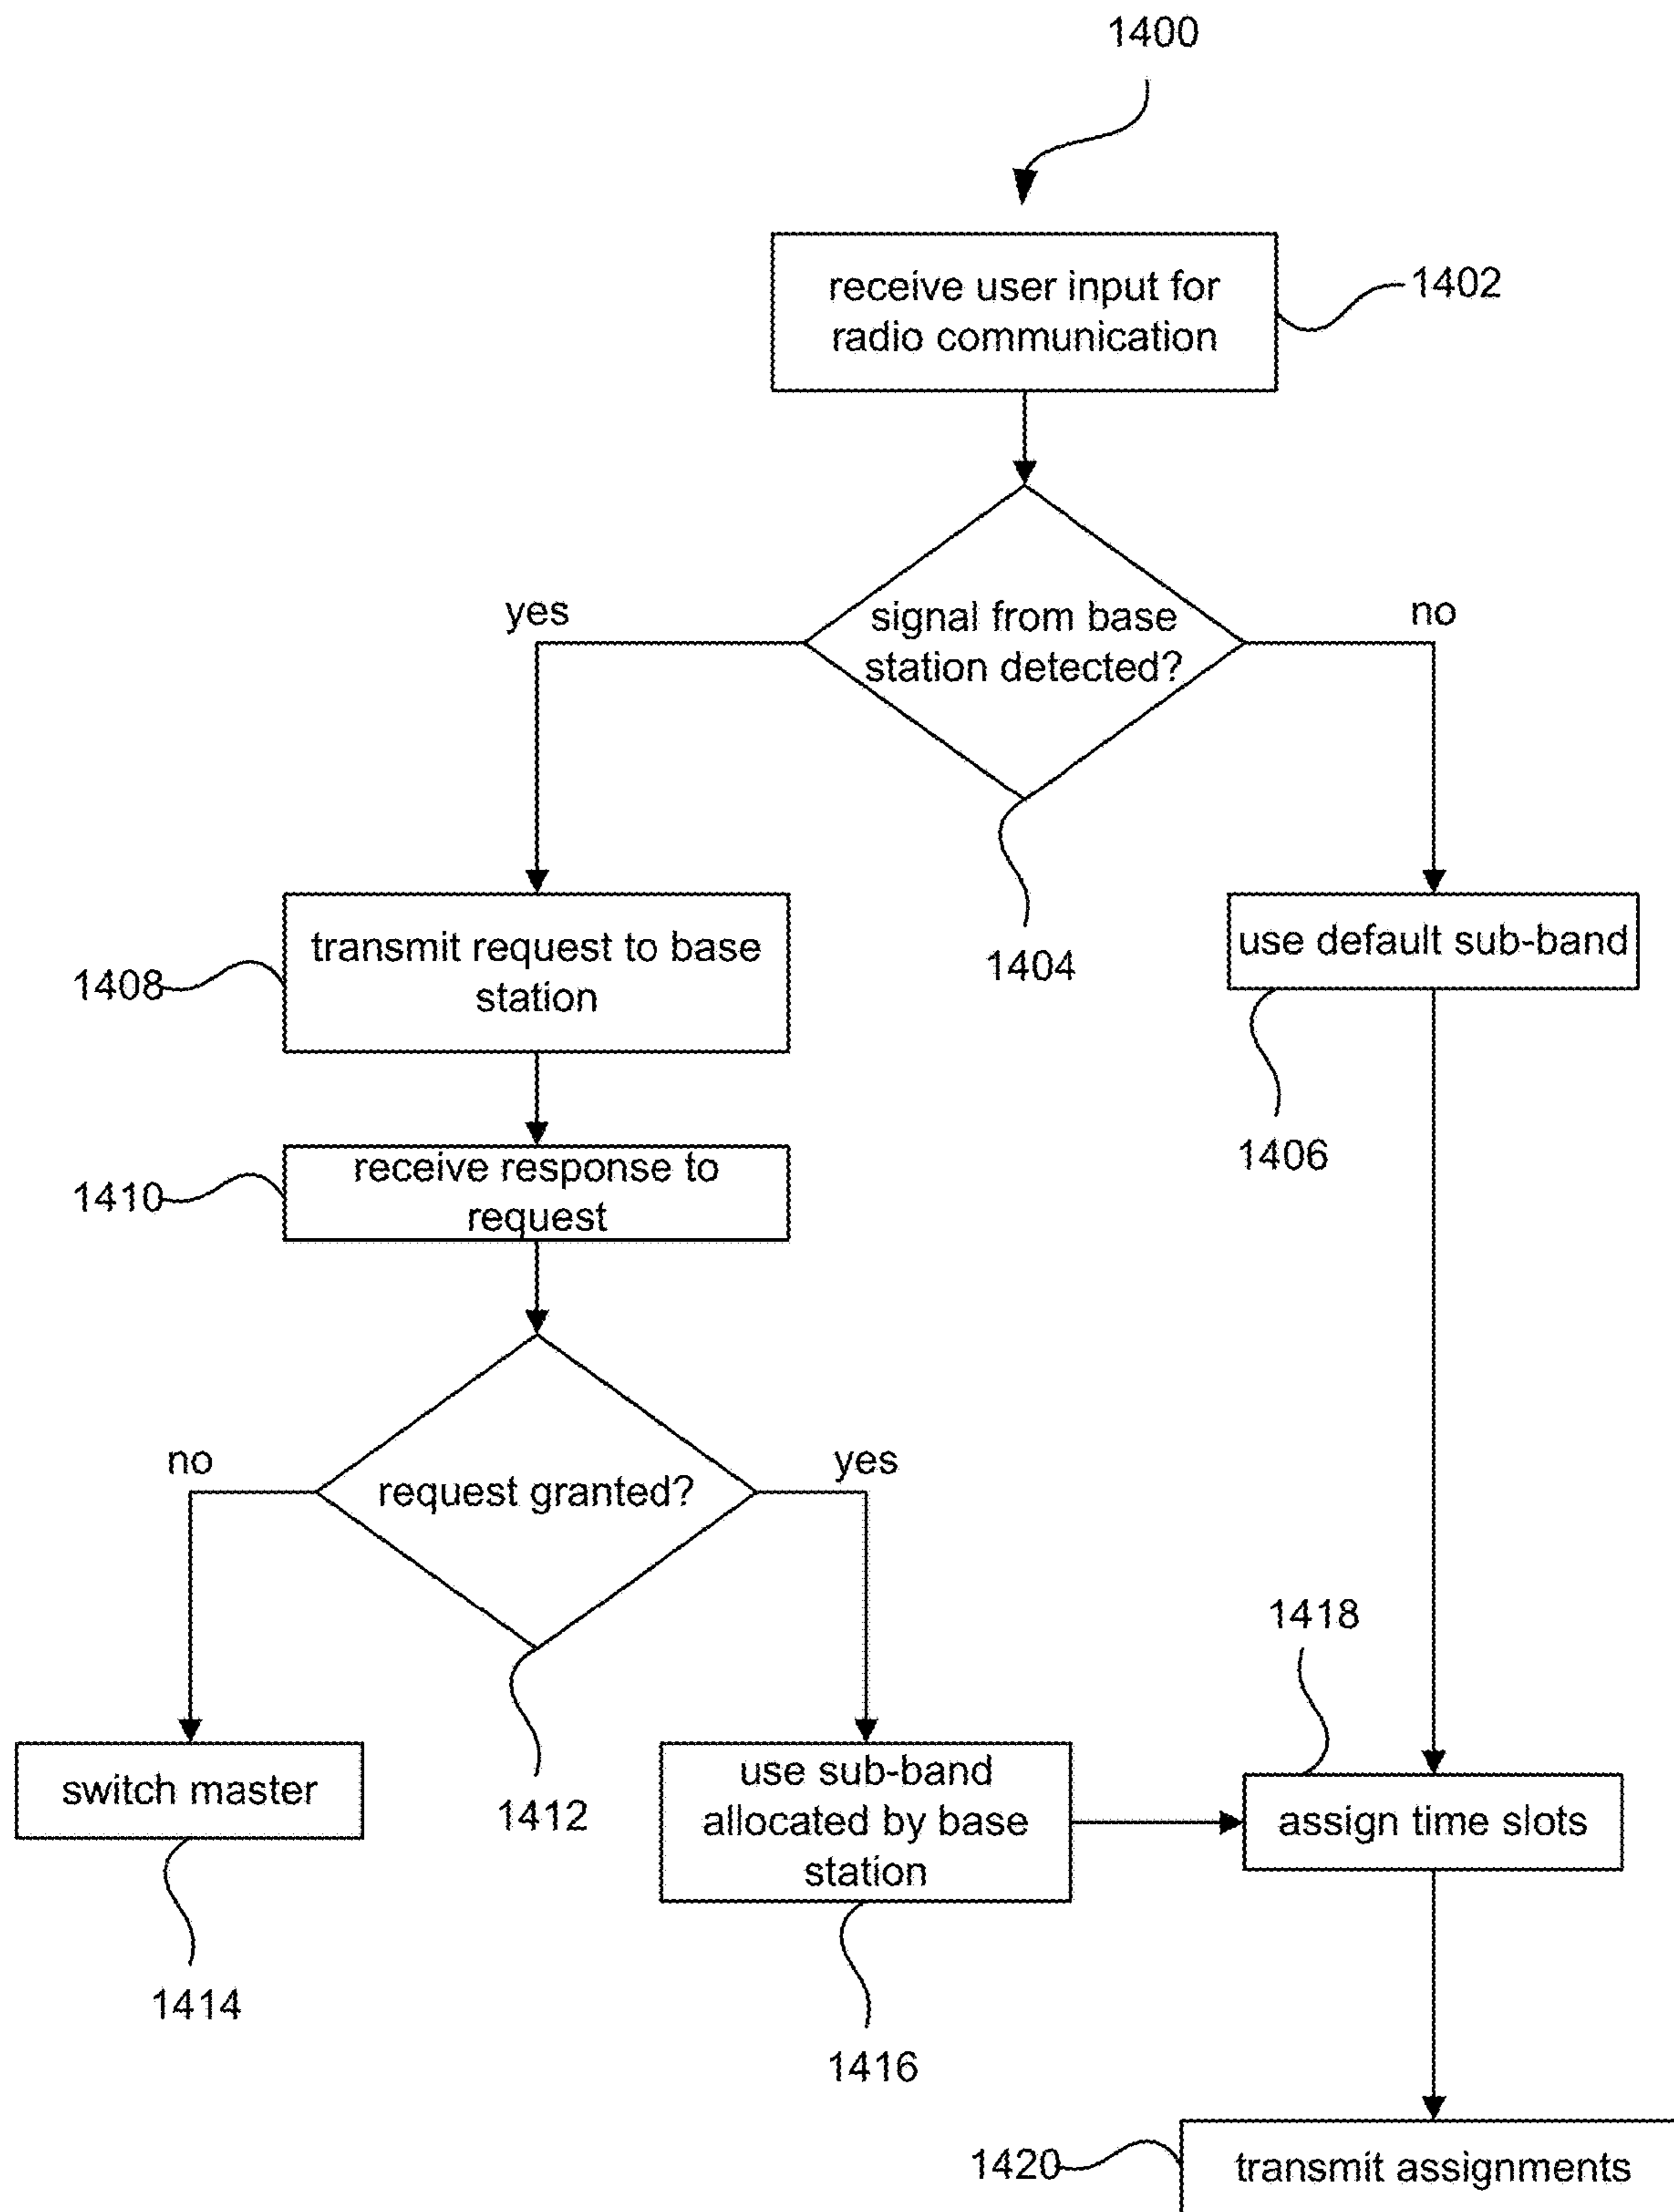 1400
receive user input for
radio communication
1402
yes
signal from base
station detected?
no
1404
transmit request to base
station
1408
use default sub-band
1406
receive response to
request
1410
no
request granted?
yes
1412
switch master
1414
use sub-band
allocated by base
station
1416
1418
assign time slots
1420
transmit assignments